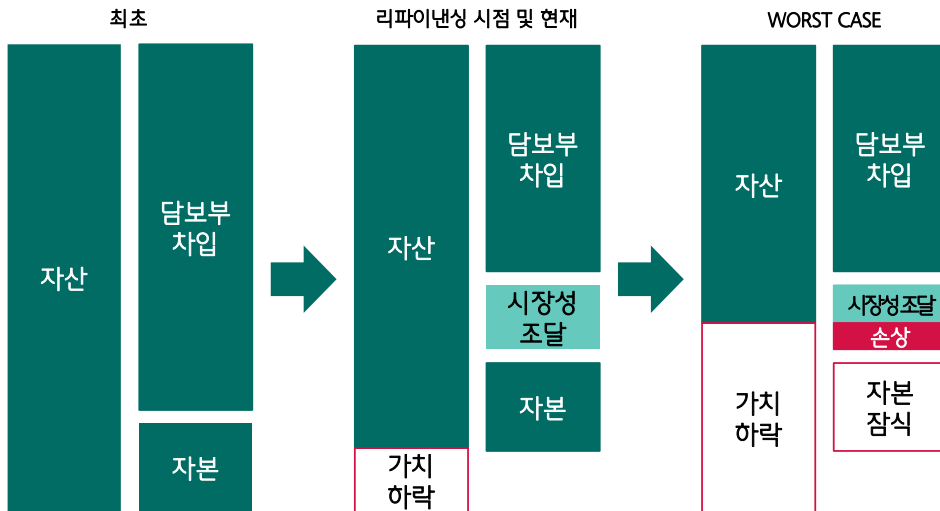 최초
자산
담보부
차입
자본
리파이낸싱 시점 및 현재
자산
가치
하락
담보부
차입
시장성
조달
자본
WORST CASE
자산
가치
하락
담보부
차입
시장성조달
손상
자본
잠식